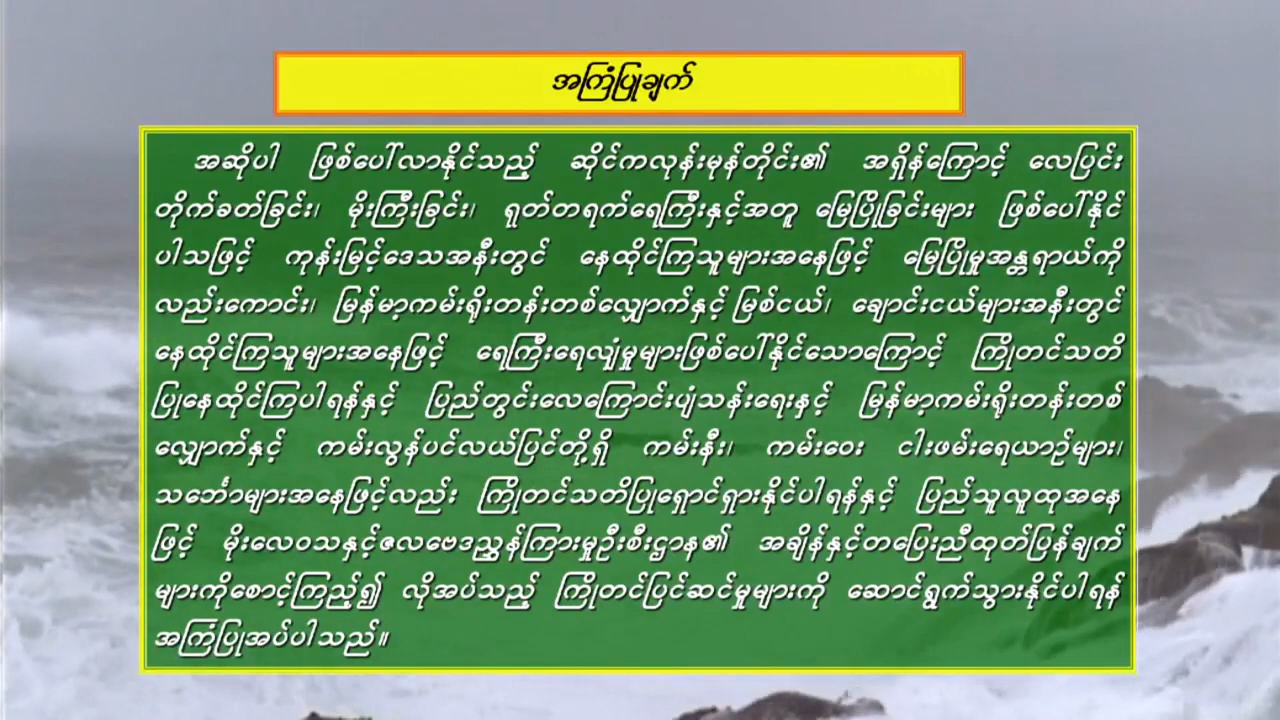 အကြံပြုချက်
အဆိုပါ ဖြစ်ပေါ်လာနိုင်သည့် ဆိုင်ကလုန်းမုန်တိုင်း၏ အရှိန်ကြောင့် လေပြင်း
တိုက်ခတ်ခြင်း၊ မိုးကြီးခြင်း၊ ရုတ်တရက်ရေကြီးနှင့်အတူ မြေပြိုခြင်းများ ဖြစ်ပေါ်နိုင်
ပါသဖြင့် ကုန်းမြင့်ဒေသအနီးတွင် နေထိုင်ကြသူများအနေဖြင့် မြေပြိုမှုအန္တရာယ်ကို
လည်းကောင်း၊ မြန်မာ့ကမ်းရိုးတန်းတစ်လျှောက်နှင့် မြစ်ငယ်၊ ချောင်းငယ်များအနီးတွင်
နေထိုင်ကြသူများအနေဖြင့် ရေကြီးရေလျှံမှုများဖြစ်ပေါ်နိုင်သောကြောင့် ကြိုတင်သတိ
ပြုနေထိုင်ကြပါရန်နှင့် ပြည်တွင်းလေကြောင်းပျံသန်းရေးနှင့် မြန်မာ့ကမ်းရိုးတန်းတစ်
လျှောက်နှင့် ကမ်းလွန်ပင်လယ်ပြင်တို့ရှိ ကမ်းနီး၊ ကမ်းဝေး ငါးဖမ်းရေယာဉ်များ၊
သင်္ဘောများအနေဖြင့်လည်း ကြိုတင်သတိပြုရှောင်ရှားနိုင်ပါရန်နှင့် ပြည်သူလူထုအနေ
ဖြင့် မိုးလေဝသနှင့်ဇလဗေဒညွှန်ကြားမှုဦးစီးဌာန၏ အချိန်နှင့်တပြေးညီထုတ်ပြန်ချက်
များကိုစောင့်ကြည့်၍ လိုအပ်သည့် ကြိုတင်ပြင်ဆင်မှုများကို ဆောင်ရွက်သွားနိုင်ပါရန်
အကြံပြုအပ်ပါသည်။